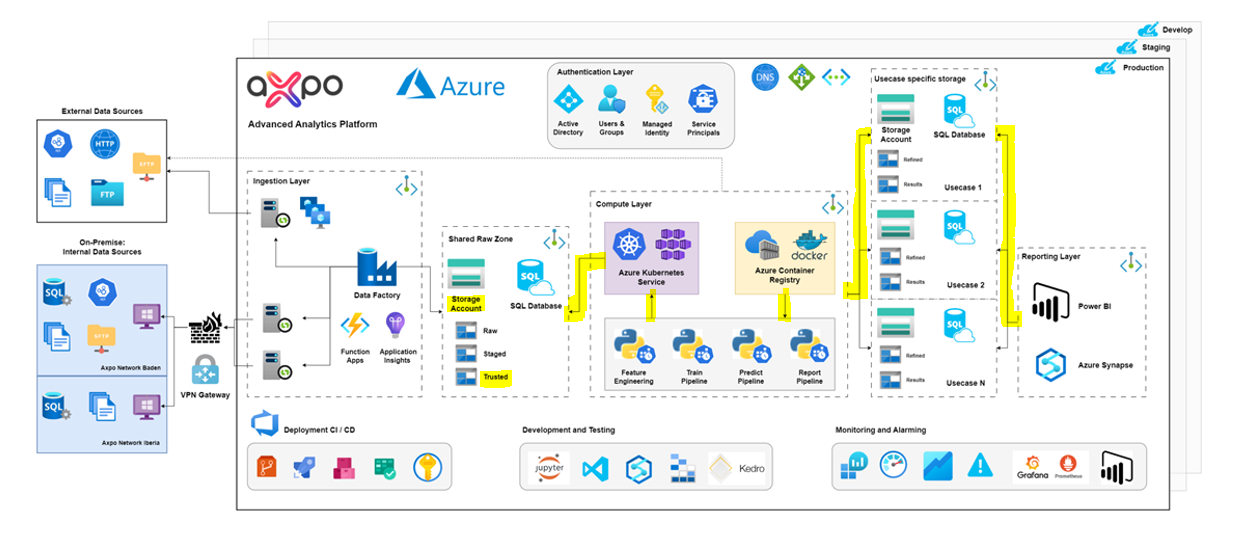 Develop
Staging
Production
axpo
Azure
Advanced Analytics Platform
Authentication Layer
Active
Directory
Users &
Groups
Managed
Identity
Service
Principals
DNS
Usecase specific storage
Storage
Account
SQL
SQL Database
Refined
Results
Usecase 1
SQL
Refined
Results
Usecase 2
SQL
Refined
Results
Usecase N
External Data Sources
HTTP
SFTP
FTP
On-Premise:
Internal Data Sources
SQL
SFTP
Axpo Network Baden
SQL
Axpo Network Iberia
VPN Gateway
Ingestion Layer
Data Factory
Function
Apps
Application
Insights
Shared Raw Zone
Storage
Account
SQL
SQL Database
Raw
Staged
Trusted
Compute Layer
Azure Kubernetes
Service
docker
Azure Container
Registry
Feature
Engineering
Train
Pipeline
Predict
Pipeline
Report
Pipeline
Reporting Layer
Power BI
Azure Synapse
Deployment CI / CD
Development and Testing
jupyter
Kedro
Monitoring and Alarming
Grafana
Prometheus